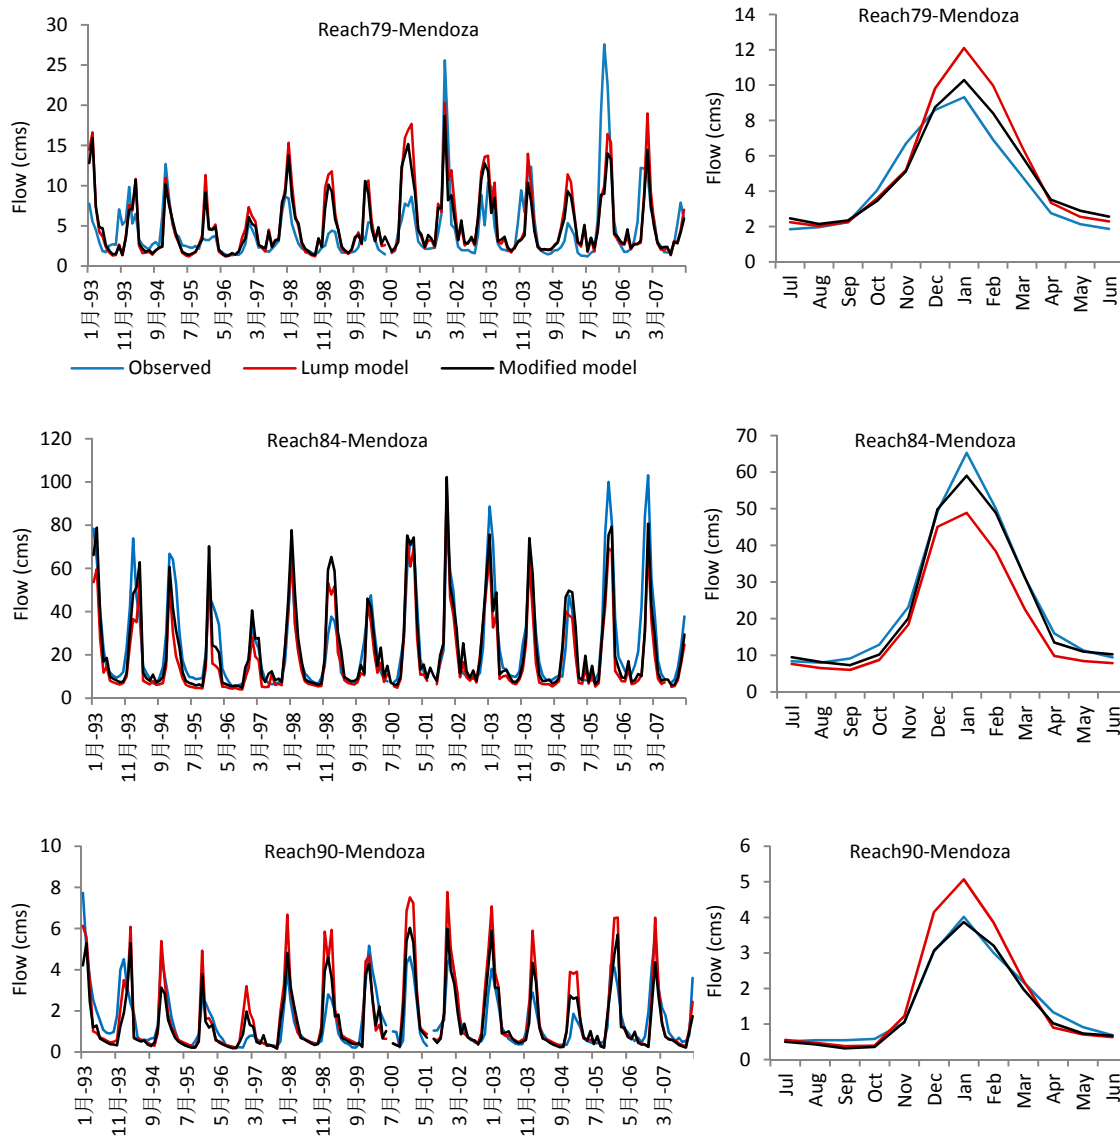 Reach79-Mendoza
Flow (cms)
30
25
20
15
10
5
0
1月-93
11月-93
9月-94
7月-95
5月-96
3月-97
1月-98
11月-98
9月-99
7月-00
5月-01
3月-02
1月-03
11月-03
9月-04
7月-05
5月-06
3月-07
Reach79-Mendoza
Flow (cms)
14
12
10
8
6
4
2
0
Jul
Aug
Sep
Oct
Nov
Dec
Jan
Feb
Mar
Apr
May
Jun
Observed
Lump model
Modified model
Reach84-Mendoza
Flow (cms)
120
100
80
60
40
20
0
1月-93
11月-93
9月-94
7月-95
5月-96
3月-97
1月-98
11月-98
9月-99
7月-00
5月-01
3月-02
1月-03
11月-03
9月-04
7月-05
5月-06
3月-07
Reach84-Mendoza
Flow (cms)
70
60
50
40
30
20
10
0
Jul
Aug
Sep
Oct
Nov
Dec
Jan
Feb
Mar
Apr
May
Jun
Reach90-Mendoza
Flow (cms)
10
8
6
4
2
0
1月-93
11月-93
9月-94
7月-95
5月-96
3月-97
1月-98
11月-98
9月-99
7月-00
5月-01
3月-02
1月-03
11月-03
9月-04
7月-05
5月-06
3月-07
Reach90-Mendoza
Flow (cms)
6
5
4
3
2
1
0
Jul
Aug
Sep
Oct
Nov
Dec
Jan
Feb
Mar
Apr
May
Jun